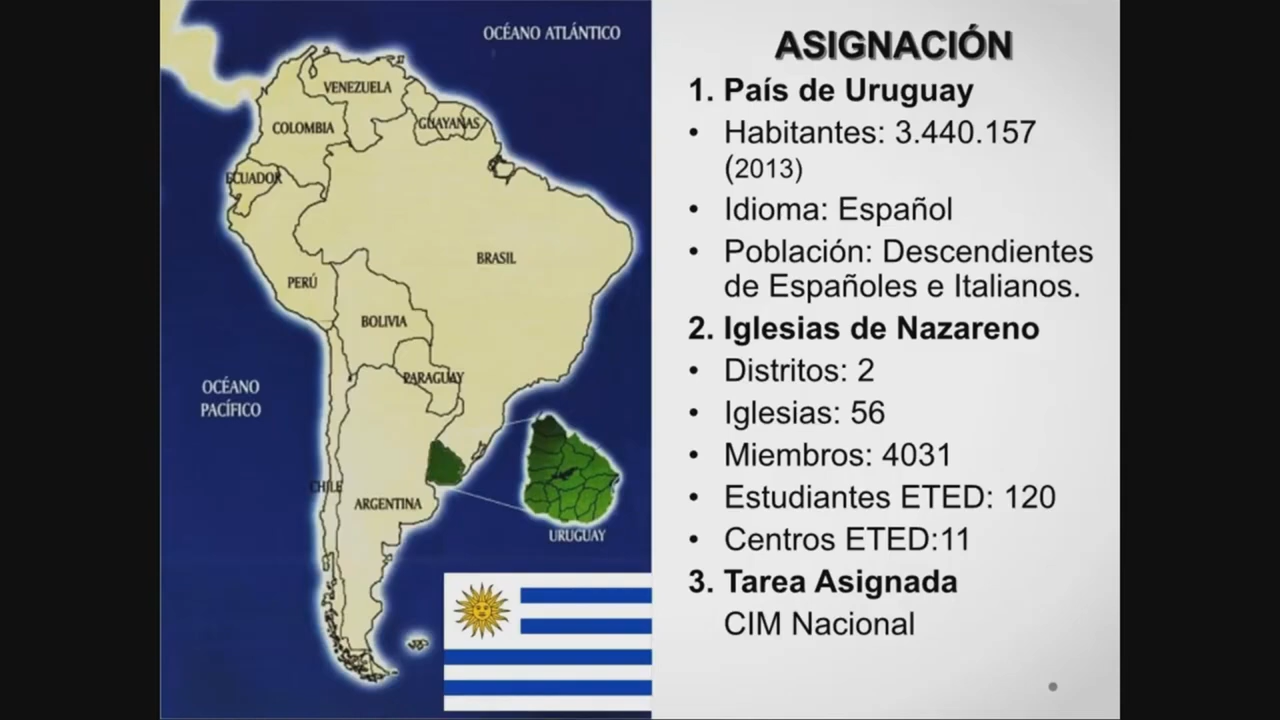 OCÉANO ATLÁNTICO
VENEZUELA
COLOMBIA
GUAYANAS
ECUADOR
BRASIL
PERÚ
BOLIVIA
PARAGUAY
OCÉANO
PACÍFICO
CHILE
ARGENTINA
URUGUAY
ASIGNACIÓN
1. País de Uruguay
• Habitantes: 3.440.157
(2013)
• Idioma: Español
• Población: Descendientes
de Españoles e Italianos.
2. Iglesias de Nazareno
• Distritos: 2
• Iglesias: 56
• Miembros: 4031
• Estudiantes ETED: 120
• Centros ETED:11
3. Tarea Asignada
CIM Nacional